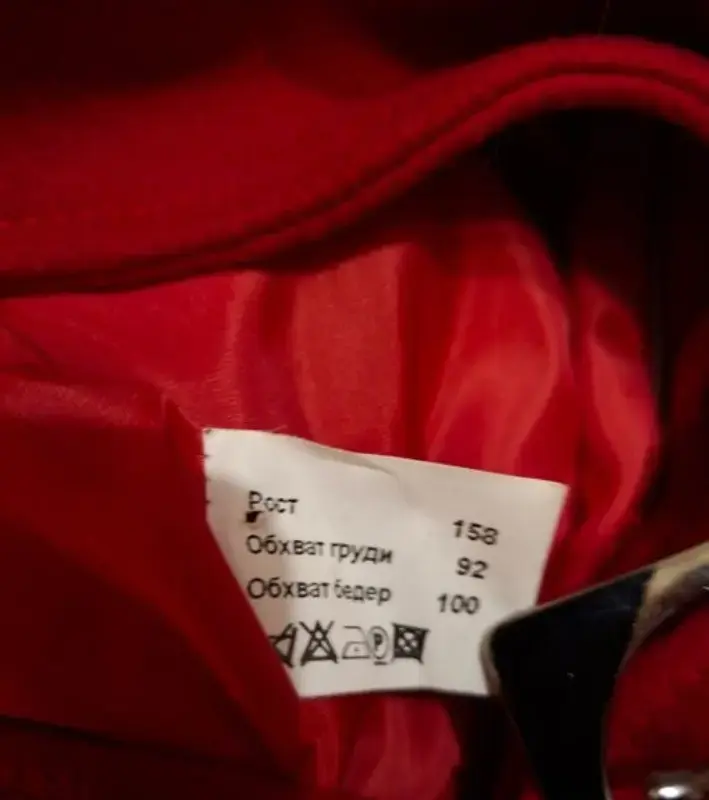 Рост 158
Обхват груди 92
Обхват бедер 100
P